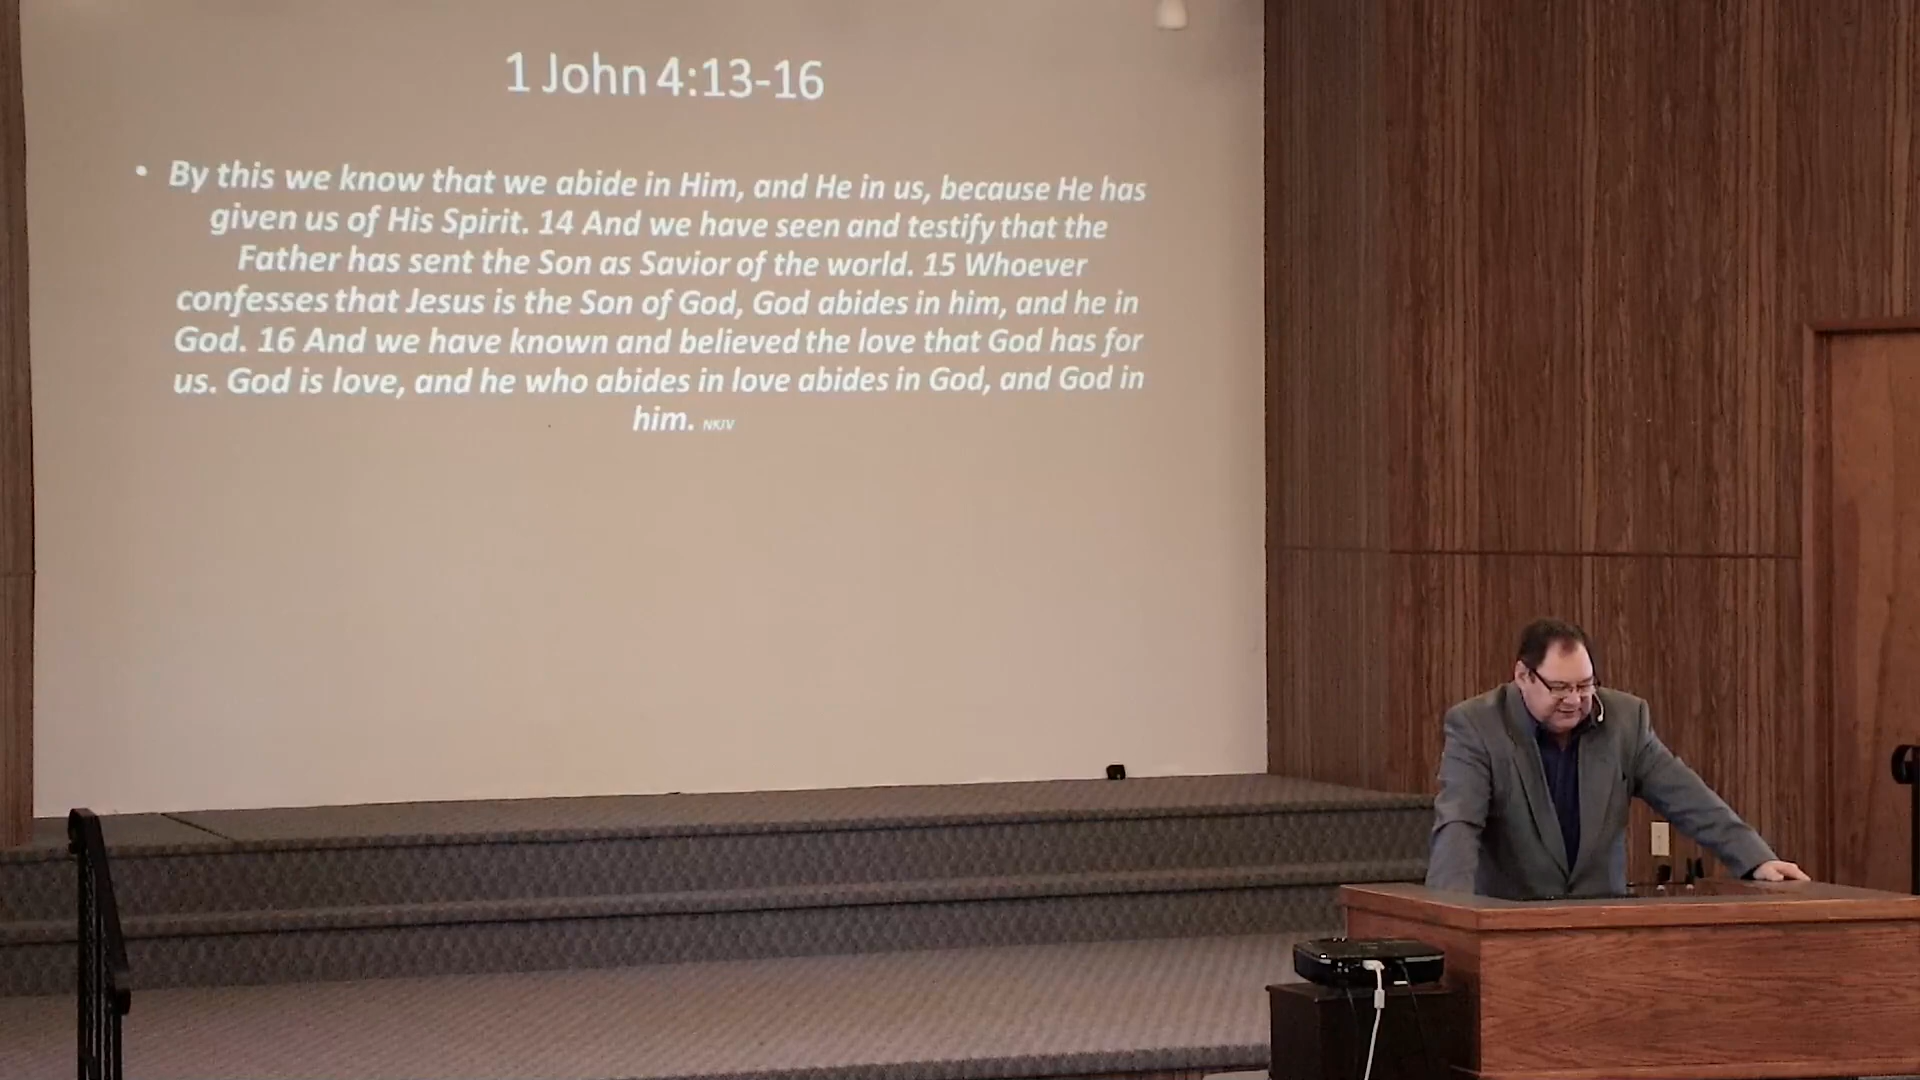 1 John 4:13-16
• By this we know that we abide in Him, and He in us, because He has
given us of His Spirit. 14 And we have seen and testify that the
Father has sent the Son as Savior of the world. 15 Whoever
confesses that Jesus is the Son of God, God abides in him, and he in
God. 16 And we have known and believed the love that God has for
us. God is love, and he who abides in love abides in God, and God in
him. NKJV